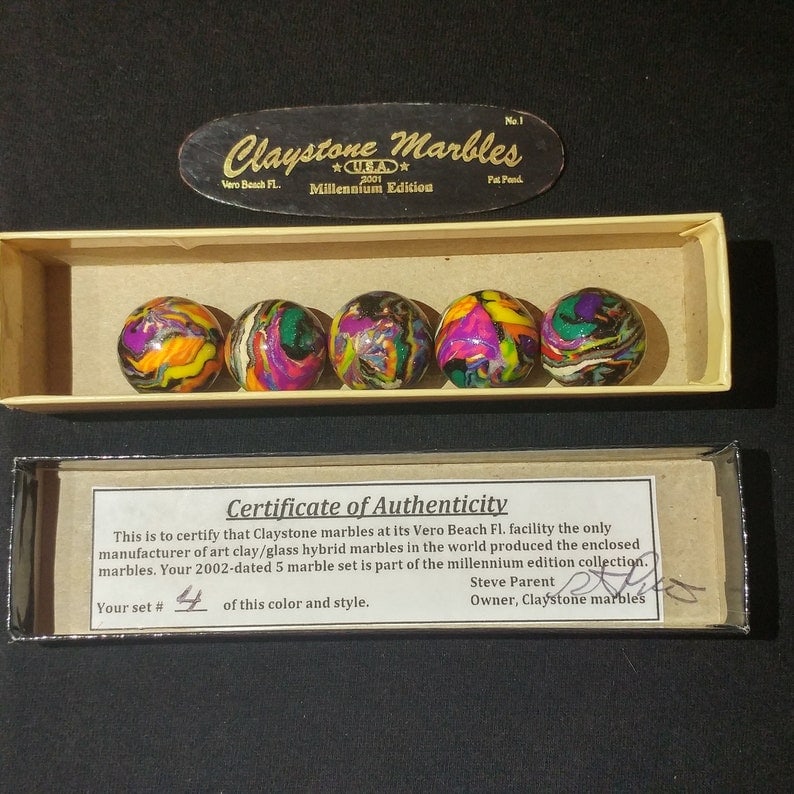 No.1
Claystone Marbles
U.S.A.
2001
Vero Beach FL.
Millennium Edition
Pat Pend.
Certificate of Authenticity
This is to certify that Claystone marbles at its Vero Beach Fl. facility the only
manufacturer of art clay/glass hybrid marbles in the world produced the enclosed
marbles. Your 2002-dated 5 marble set is part of the millennium edition collection.
Steve Parent
Your set # 4 of this color and style.
Owner, Claystone marbles